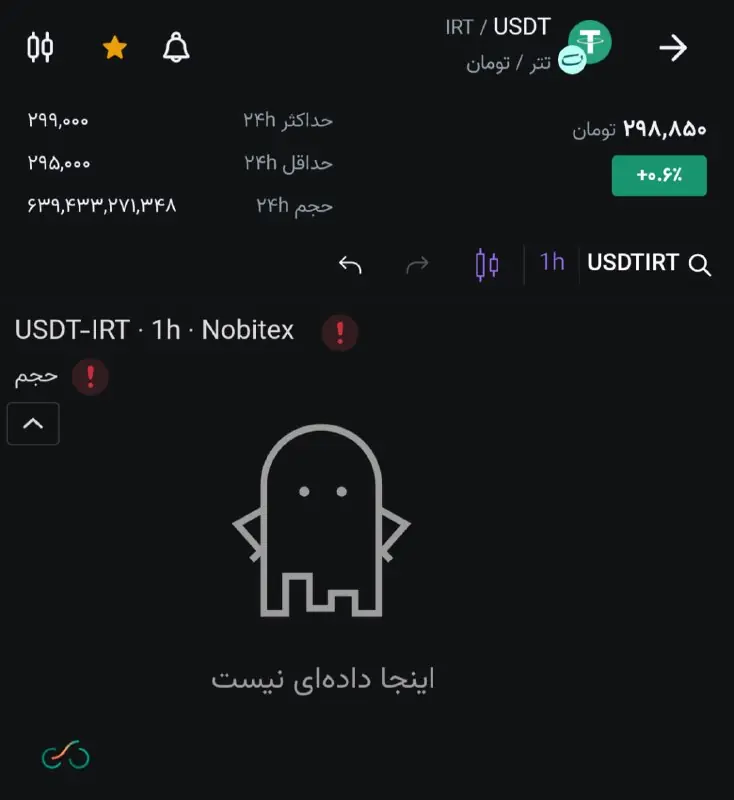 IRT / USDT
تتر / تومان
۲۹۸,۸۵۰ تومان
+۰.۶٪
حداکثر ۲۴h ۲۹۹,۰۰۰
حداقل ۲۴h ۲۹۵,۰۰۰
حجم ۲۴h ۶۳۹,۴۳۳,۲۷۱,۳۴۸
1h USDTIRT
USDT-IRT · 1h · Nobitex
حجم
اینجا داده‌ای نیست